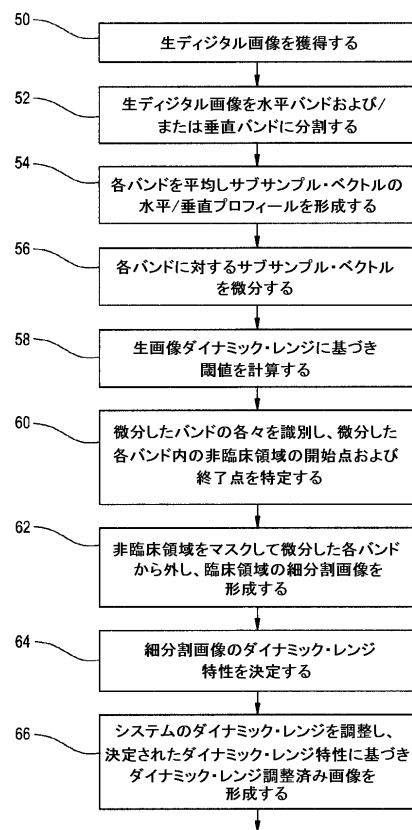 50
生ディジタル画像を獲得する
52
生ディジタル画像を水平バンドおよび/
または垂直バンドに分割する
54
各バンドを平均しサブサンプル・ベクトルの
水平/垂直プロフィールを形成する
56
各バンドに対するサブサンプル・ベクトル
を微分する
58
生画像ダイナミック・レンジに基づき
閾値を計算する
60
微分したバンドの各々を識別し、微分した
各バンド内の非臨床領域の開始点および
終了点を特定する
62
非臨床領域をマスクして微分した各バンド
から外し、臨床領域の細分割画像を
形成する
64
細分割画像のダイナミック・レンジ
特性を決定する
66
システムのダイナミック・レンジを調整し、
決定されたダイナミック・レンジ特性に基づき
ダイナミック・レンジ調整済み画像を
形成する